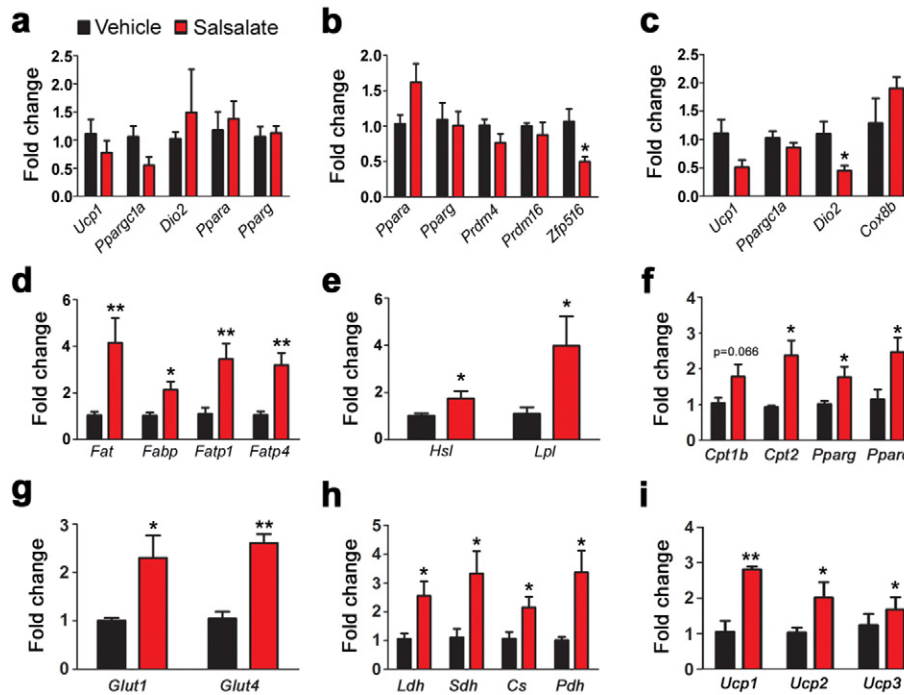 a Vehicle Salsalate
Fold change
2.5
2.0
1.5
1.0
0.5
0.0
Ucp1 Ppargc1a Dio2 Ppara Pparg
b
Fold change
2.0
1.5
1.0
0.5
0.0
*
Ppara Pparg Prdm4 Prdm16 Zfp516
c
Fold change
2.5
2.0
1.5
1.0
0.5
0.0
*
Ucp1 Ppargc1a Dio2 Cox8b
d
Fold change
6
4
2
0
** * ** **
Fat Fabp Fatp1 Fatp4
e
Fold change
6
4
2
0
* *
Hsl Lpl
f
Fold change
4
3
2
1
0
p=0.066 * * *
Cpt1b Cpt2 Pparg
g
Fold change
3
2
1
0
* **
Glut1 Glut4
h
Fold change
5
4
3
2
1
0
* * * *
Ldh Sdh Cs Pdh
i
Fold change
4
3
2
1
0
** * *
Ucp1 Ucp2 Ucp3